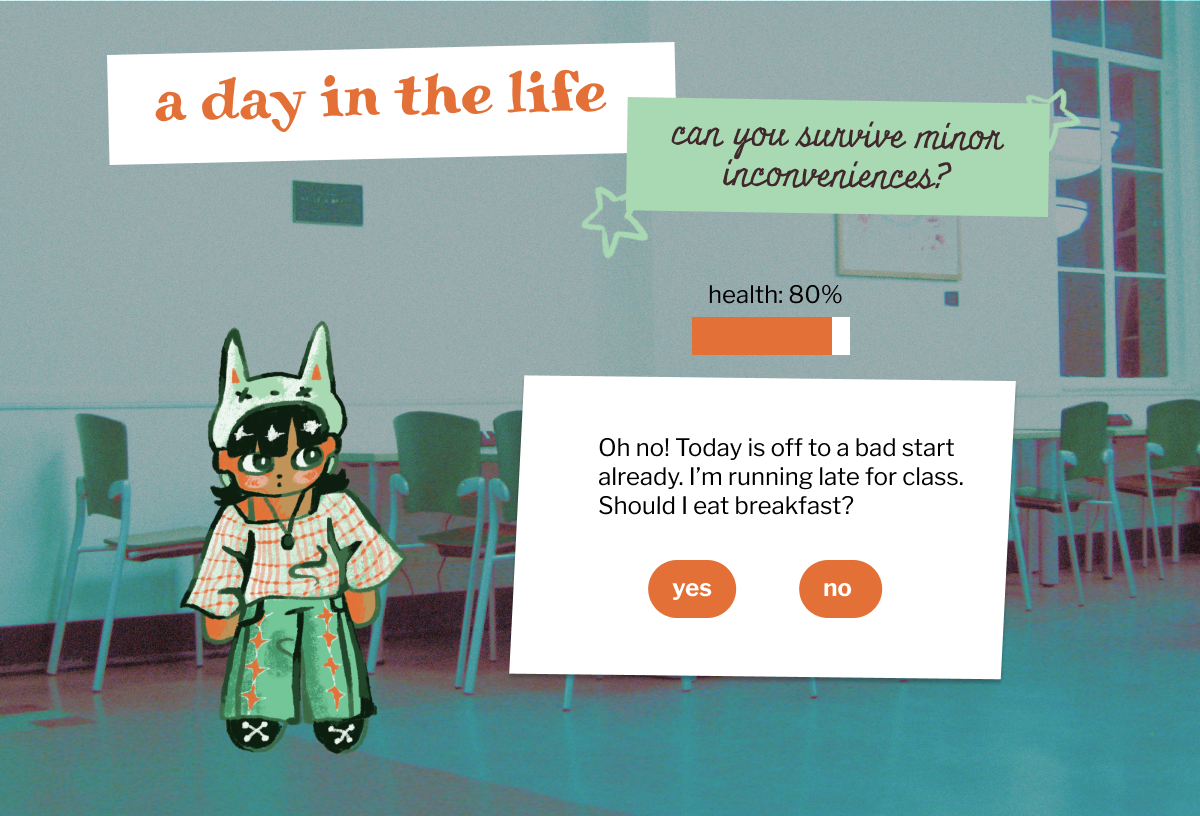 a day in the life
can you survive minor
inconveniences?
health: 80%
Oh no! Today is off to a bad start
already. I’m running late for class.
Should I eat breakfast?
yes
no